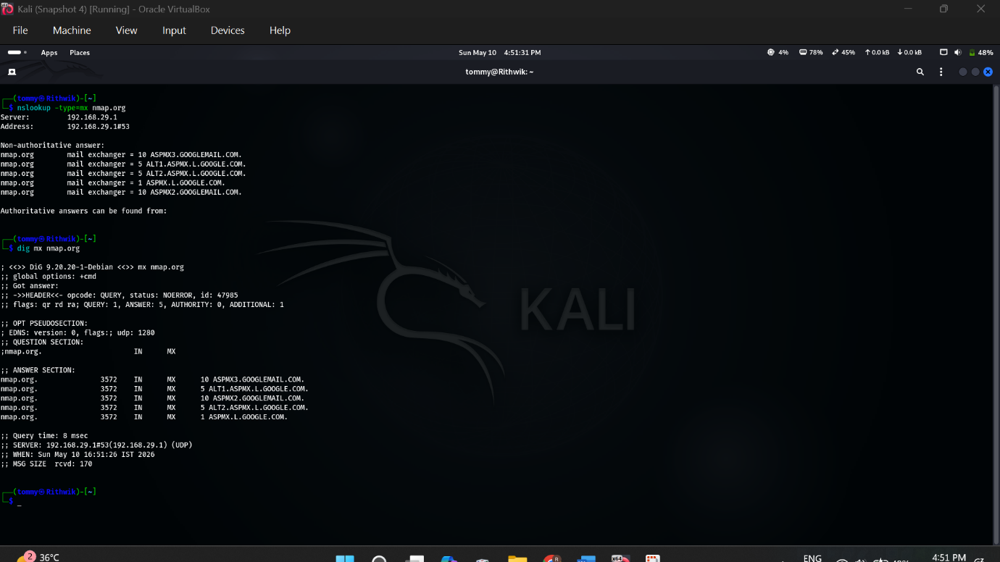 Kali (Snapshot 4) [Running] - Oracle VirtualBox
File Machine View Input Devices Help
Apps Places Sun May 10 4:51:31 PM 4% 78% 45% ↑0.0 kB ↓0.0 kB 48%
tommy@Rithwik: ~
┌──(tommy㉿Rithwik)-[~]
└─$ nslookup -type=mx nmap.org
Server: 192.168.29.1
Address: 192.168.29.1#53
Non-authoritative answer:
nmap.org mail exchanger = 10 ASPMX3.GOOGLEMAIL.COM.
nmap.org mail exchanger = 5 ALT1.ASPMX.L.GOOGLE.COM.
nmap.org mail exchanger = 5 ALT2.ASPMX.L.GOOGLE.COM.
nmap.org mail exchanger = 1 ASPMX.L.GOOGLE.COM.
nmap.org mail exchanger = 10 ASPMX2.GOOGLEMAIL.COM.
Authoritative answers can be found from:
┌──(tommy㉿Rithwik)-[~]
└─$ dig mx nmap.org
; <<>> DiG 9.20.20-1-Debian <<>> mx nmap.org
;; global options: +cmd
;; Got answer:
;; ->>HEADER<<- opcode: QUERY, status: NOERROR, id: 47985
;; flags: qr rd ra; QUERY: 1, ANSWER: 5, AUTHORITY: 0, ADDITIONAL: 1
;; OPT PSEUDOSECTION:
; EDNS: version: 0, flags:; udp: 1280
;; QUESTION SECTION:
;nmap.org. IN MX
;; ANSWER SECTION:
nmap.org. 3572 IN MX 10 ASPMX3.GOOGLEMAIL.COM.
nmap.org. 3572 IN MX 5 ALT1.ASPMX.L.GOOGLE.COM.
nmap.org. 3572 IN MX 10 ASPMX2.GOOGLEMAIL.COM.
nmap.org. 3572 IN MX 5 ALT2.ASPMX.L.GOOGLE.COM.
nmap.org. 3572 IN MX 1 ASPMX.L.GOOGLE.COM.
;; Query time: 8 msec
;; SERVER: 192.168.29.1#53(192.168.29.1) (UDP)
;; WHEN: Sun May 10 16:51:26 IST 2026
;; MSG SIZE rcvd: 170
┌──(tommy㉿Rithwik)-[~]
└─$ _
KALI
2 36°C ENG 4:51 PM